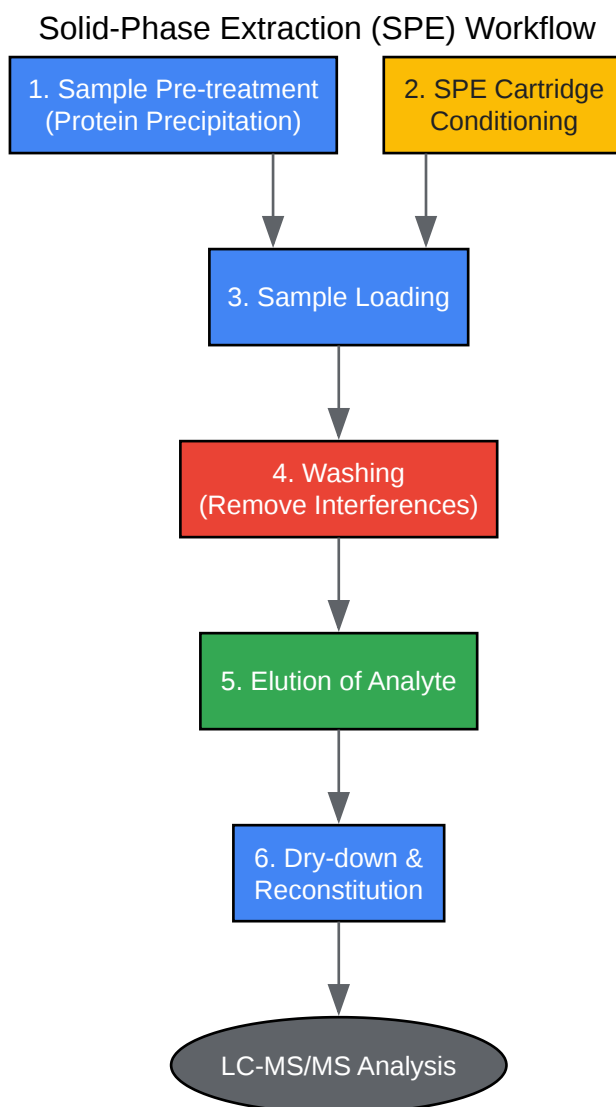 Solid-Phase Extraction (SPE) Workflow
1. Sample Pre-treatment
(Protein Precipitation)
2. SPE Cartridge
Conditioning
3. Sample Loading
4. Washing
(Remove Interferences)
5. Elution of Analyte
6. Dry-down &
Reconstitution
LC-MS/MS Analysis